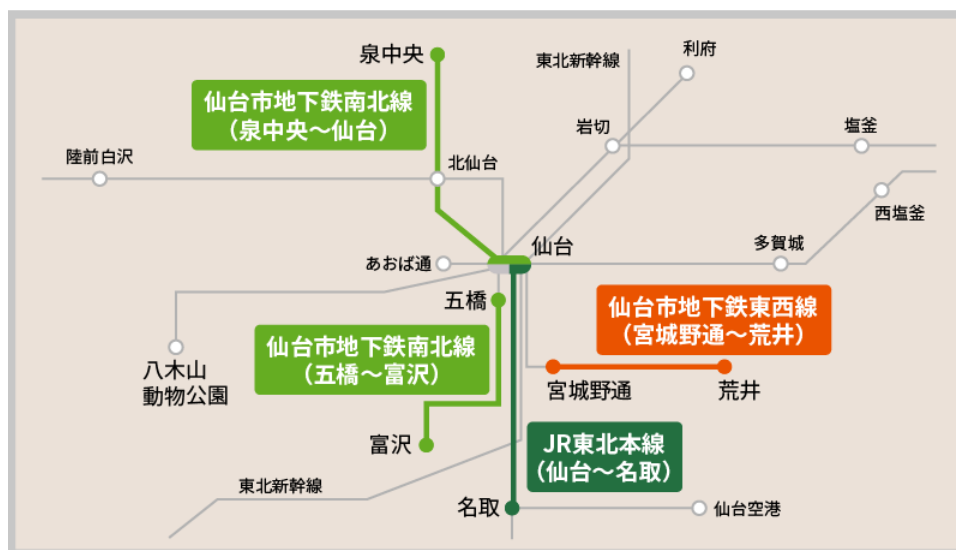 泉中央
東北新幹線
利府
仙台市地下鉄南北線
（泉中央〜仙台）
岩切
塩釜
陸前白沢
北仙台
西塩釜
仙台
多賀城
あおば通
五橋
仙台市地下鉄東西線
（宮城野通〜荒井）
仙台市地下鉄南北線
（五橋〜富沢）
八木山
動物公園
宮城野通
荒井
富沢
JR東北本線
（仙台〜名取）
東北新幹線
名取
仙台空港